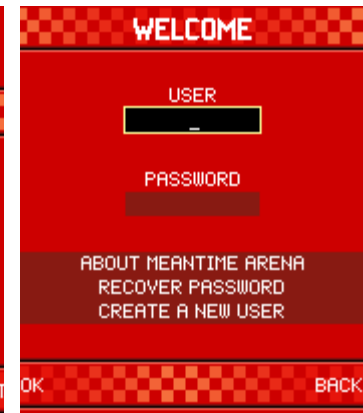 WELCOME
USER
_
PASSWORD
ABOUT MEANTIME ARENA
RECOVER PASSWORD
CREATE A NEW USER
OK BACK